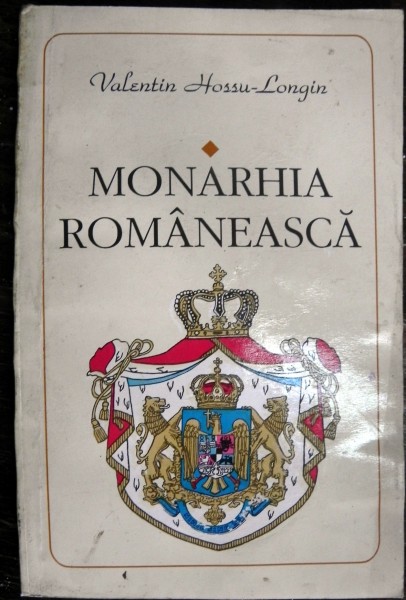 Valentin Hossu-Longin
MONARHIA
ROMÂNEASCĂ